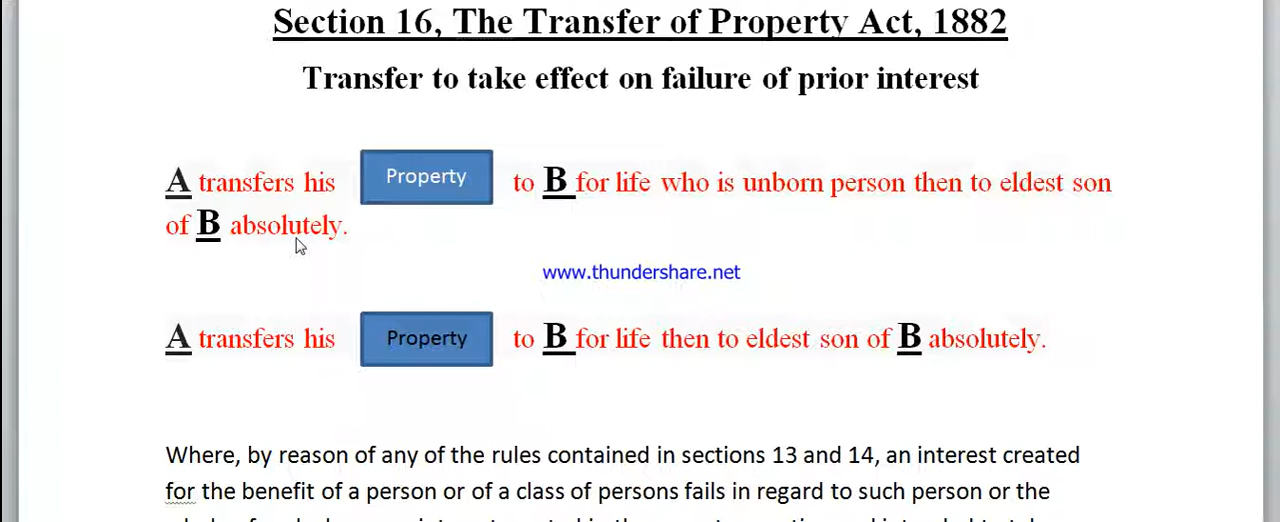 Section 16, The Transfer of Property Act, 1882
Transfer to take effect on failure of prior interest
A transfers his Property to B for life who is unborn person then to eldest son
of B absolutely.
www.thundershare.net
A transfers his Property to B for life then to eldest son of B absolutely.
Where, by reason of any of the rules contained in sections 13 and 14, an interest created
for the benefit of a person or of a class of persons fails in regard to such person or the